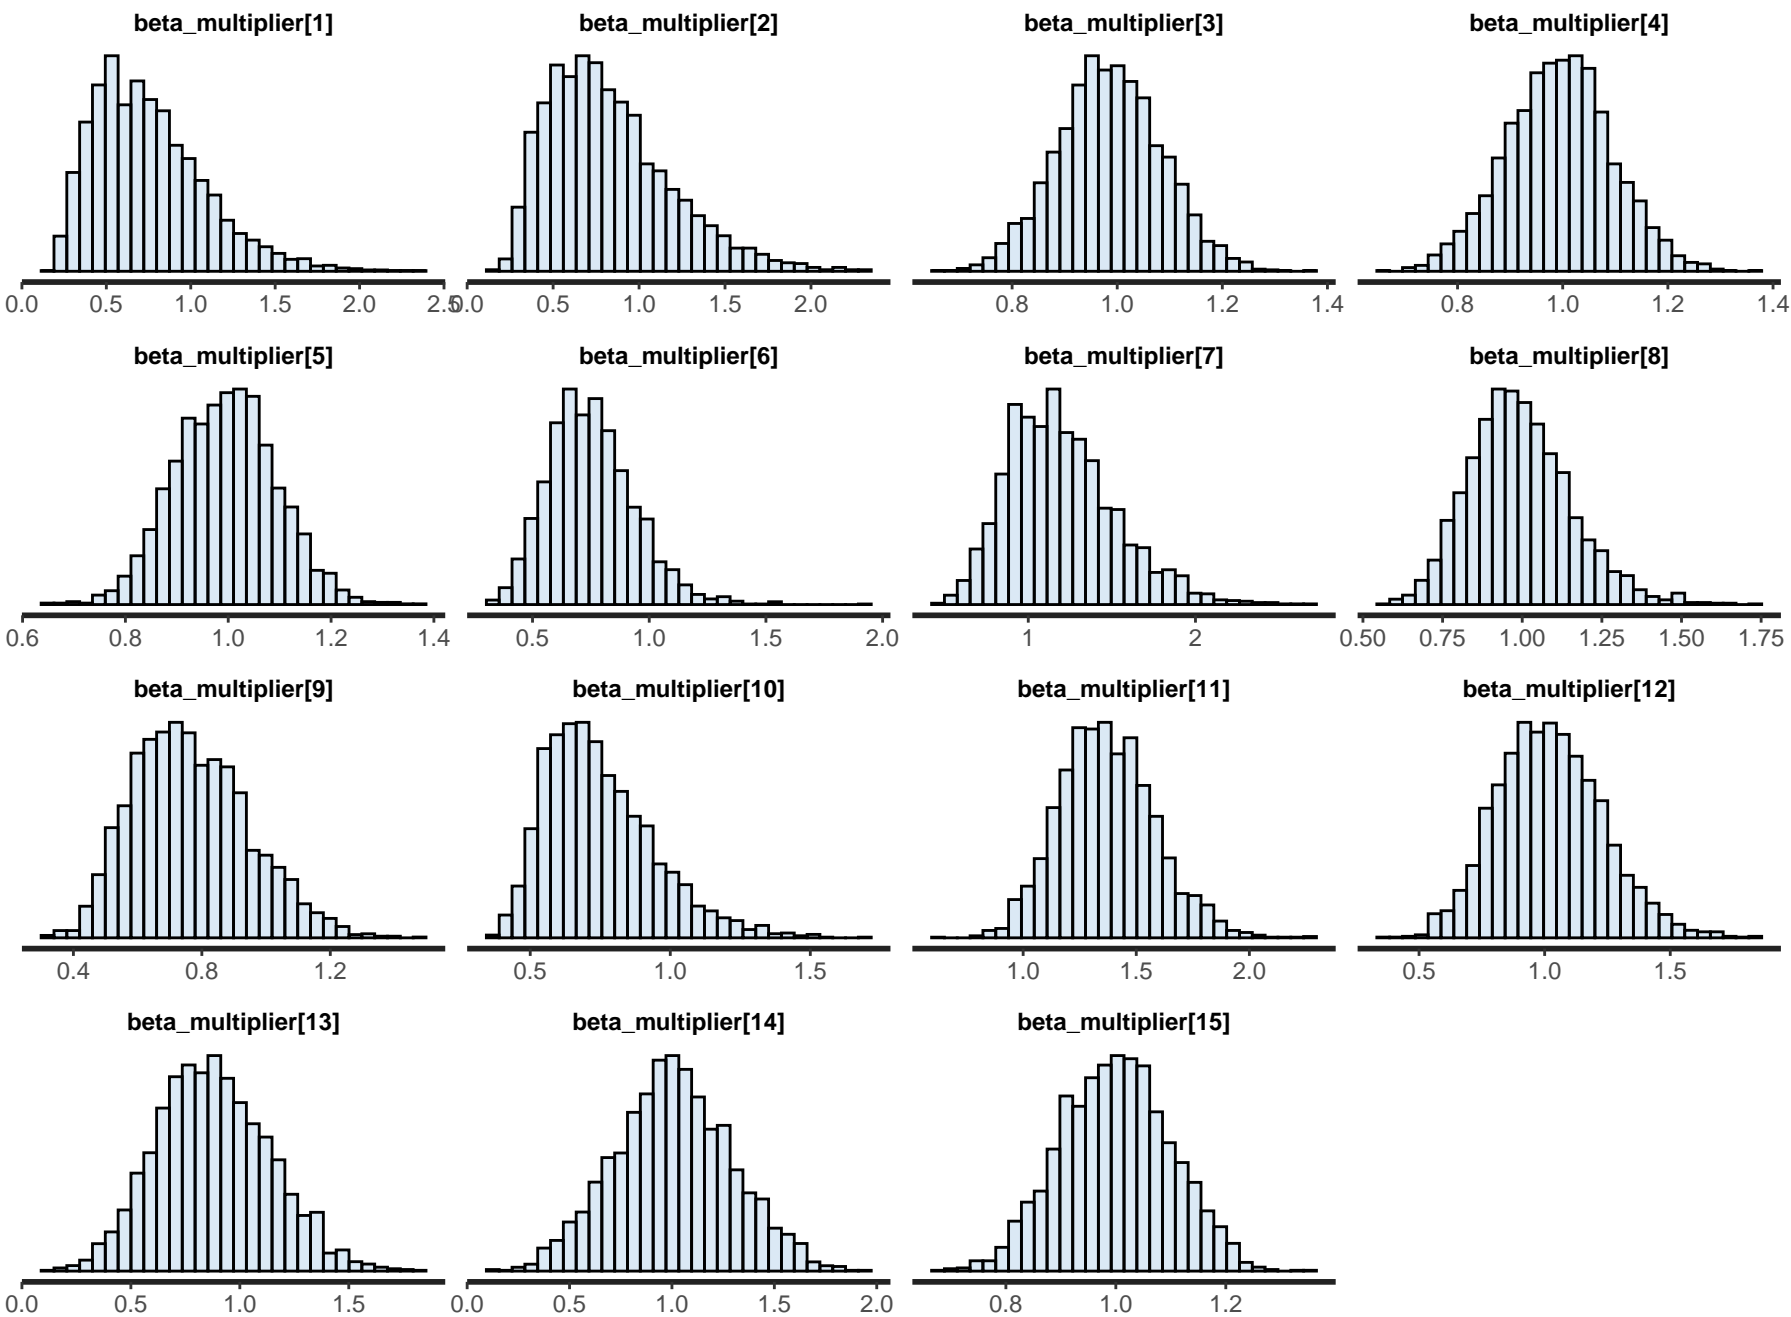 beta_multiplier[1] beta_multiplier[2] beta_multiplier[3] beta_multiplier[4]
0.0 0.5 1.0 1.5 2.0 2.5 0.0 0.5 1.0 1.5 2.0 0.8 1.0 1.2 1.4 0.8 1.0 1.2 1.4
beta_multiplier[5] beta_multiplier[6] beta_multiplier[7] beta_multiplier[8]
0.6 0.8 1.0 1.2 1.4 0.5 1.0 1.5 2.0 1 2 0.50 0.75 1.00 1.25 1.50 1.75
beta_multiplier[9] beta_multiplier[10] beta_multiplier[11] beta_multiplier[12]
0.4 0.8 1.2 0.5 1.0 1.5 1.0 1.5 2.0 0.5 1.0 1.5
beta_multiplier[13] beta_multiplier[14] beta_multiplier[15]
0.0 0.5 1.0 1.5 0.0 0.5 1.0 1.5 2.0 0.8 1.0 1.2